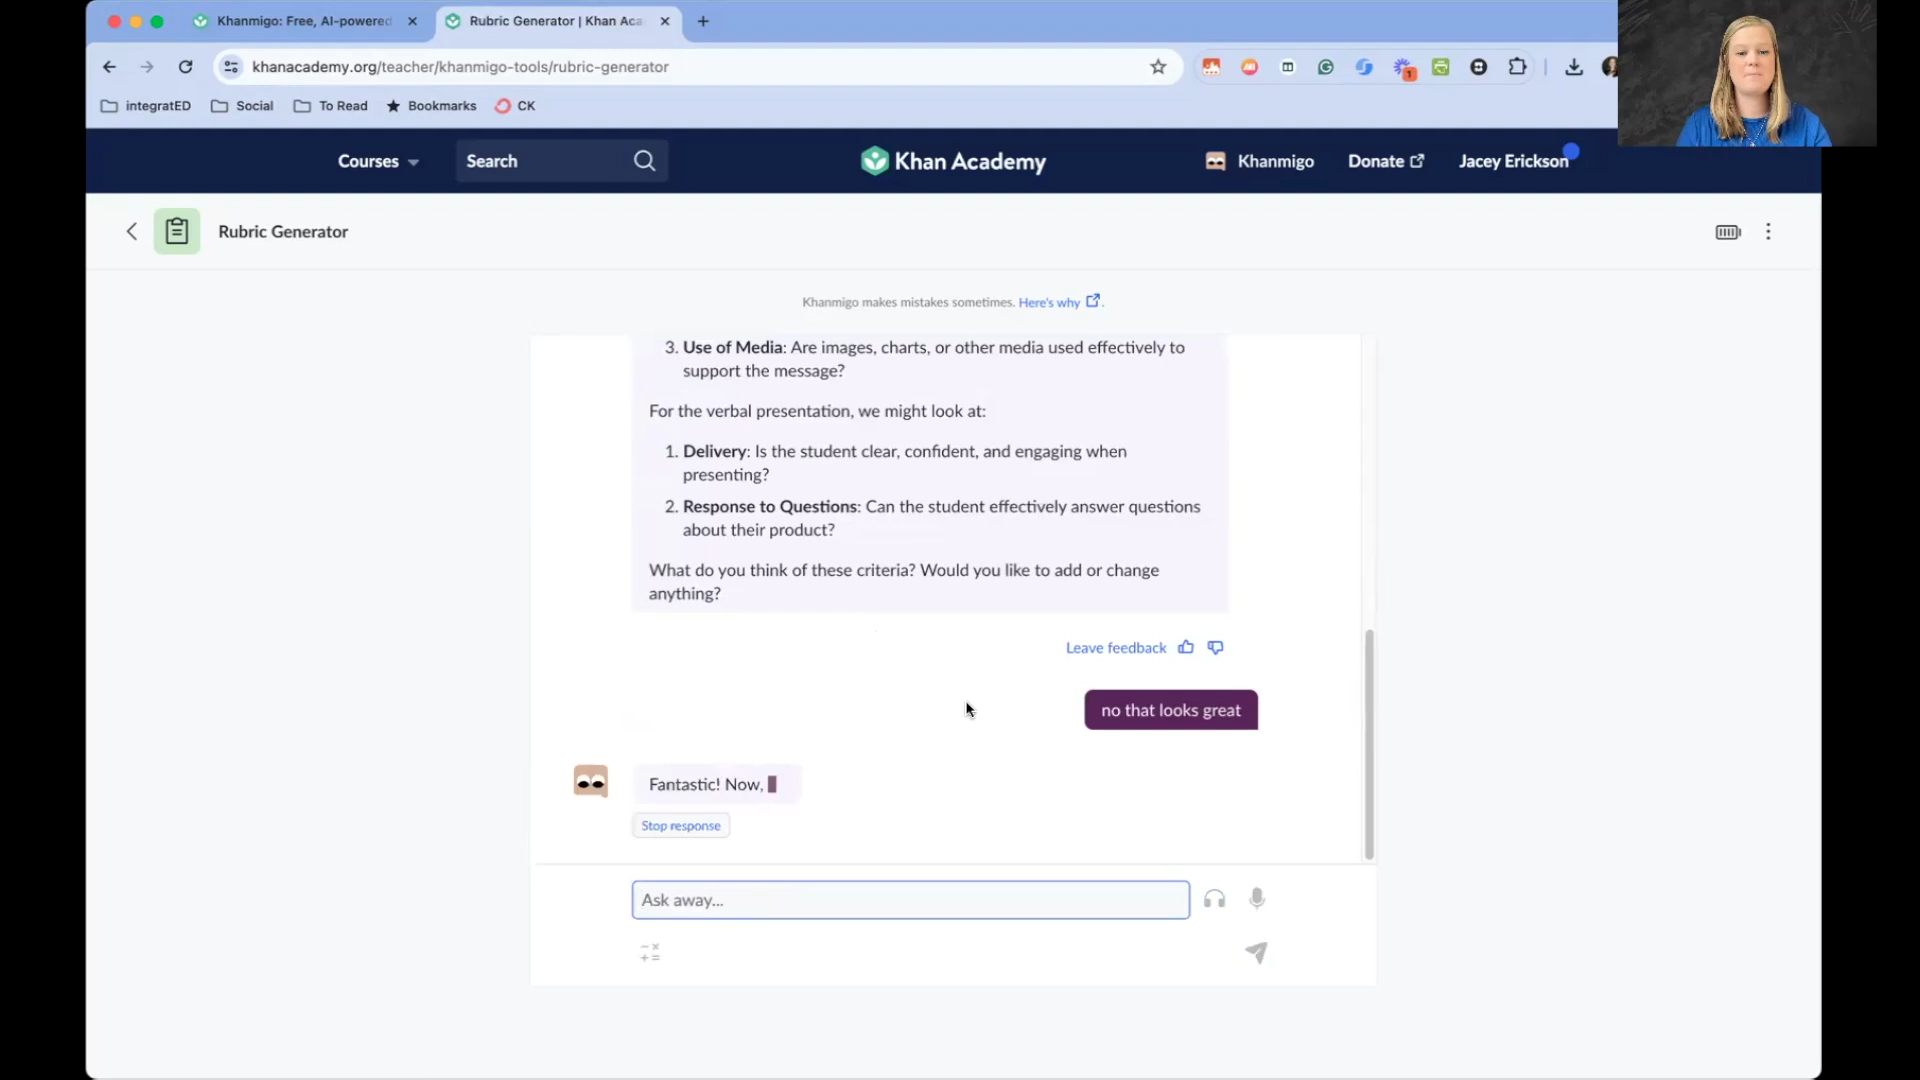 Khanmigo: Free, AI-powered
Rubric Generator | Khan Aca
khanacademy.org/teacher/khanmigo-tools/rubric-generator
1
integratED
Social
To Read
Bookmarks
CK
Courses
Search
Khan Academy
Khanmigo
Donate
Jacey Erickson
Rubric Generator
Khanmigo makes mistakes sometimes. Here's why.
3. Use of Media: Are images, charts, or other media used effectively to
support the message?
For the verbal presentation, we might look at:
1. Delivery: Is the student clear, confident, and engaging when
presenting?
2. Response to Questions: Can the student effectively answer questions
about their product?
What do you think of these criteria? Would you like to add or change
anything?
Leave feedback
no that looks great
Fantastic! Now,
Stop response
Ask away...